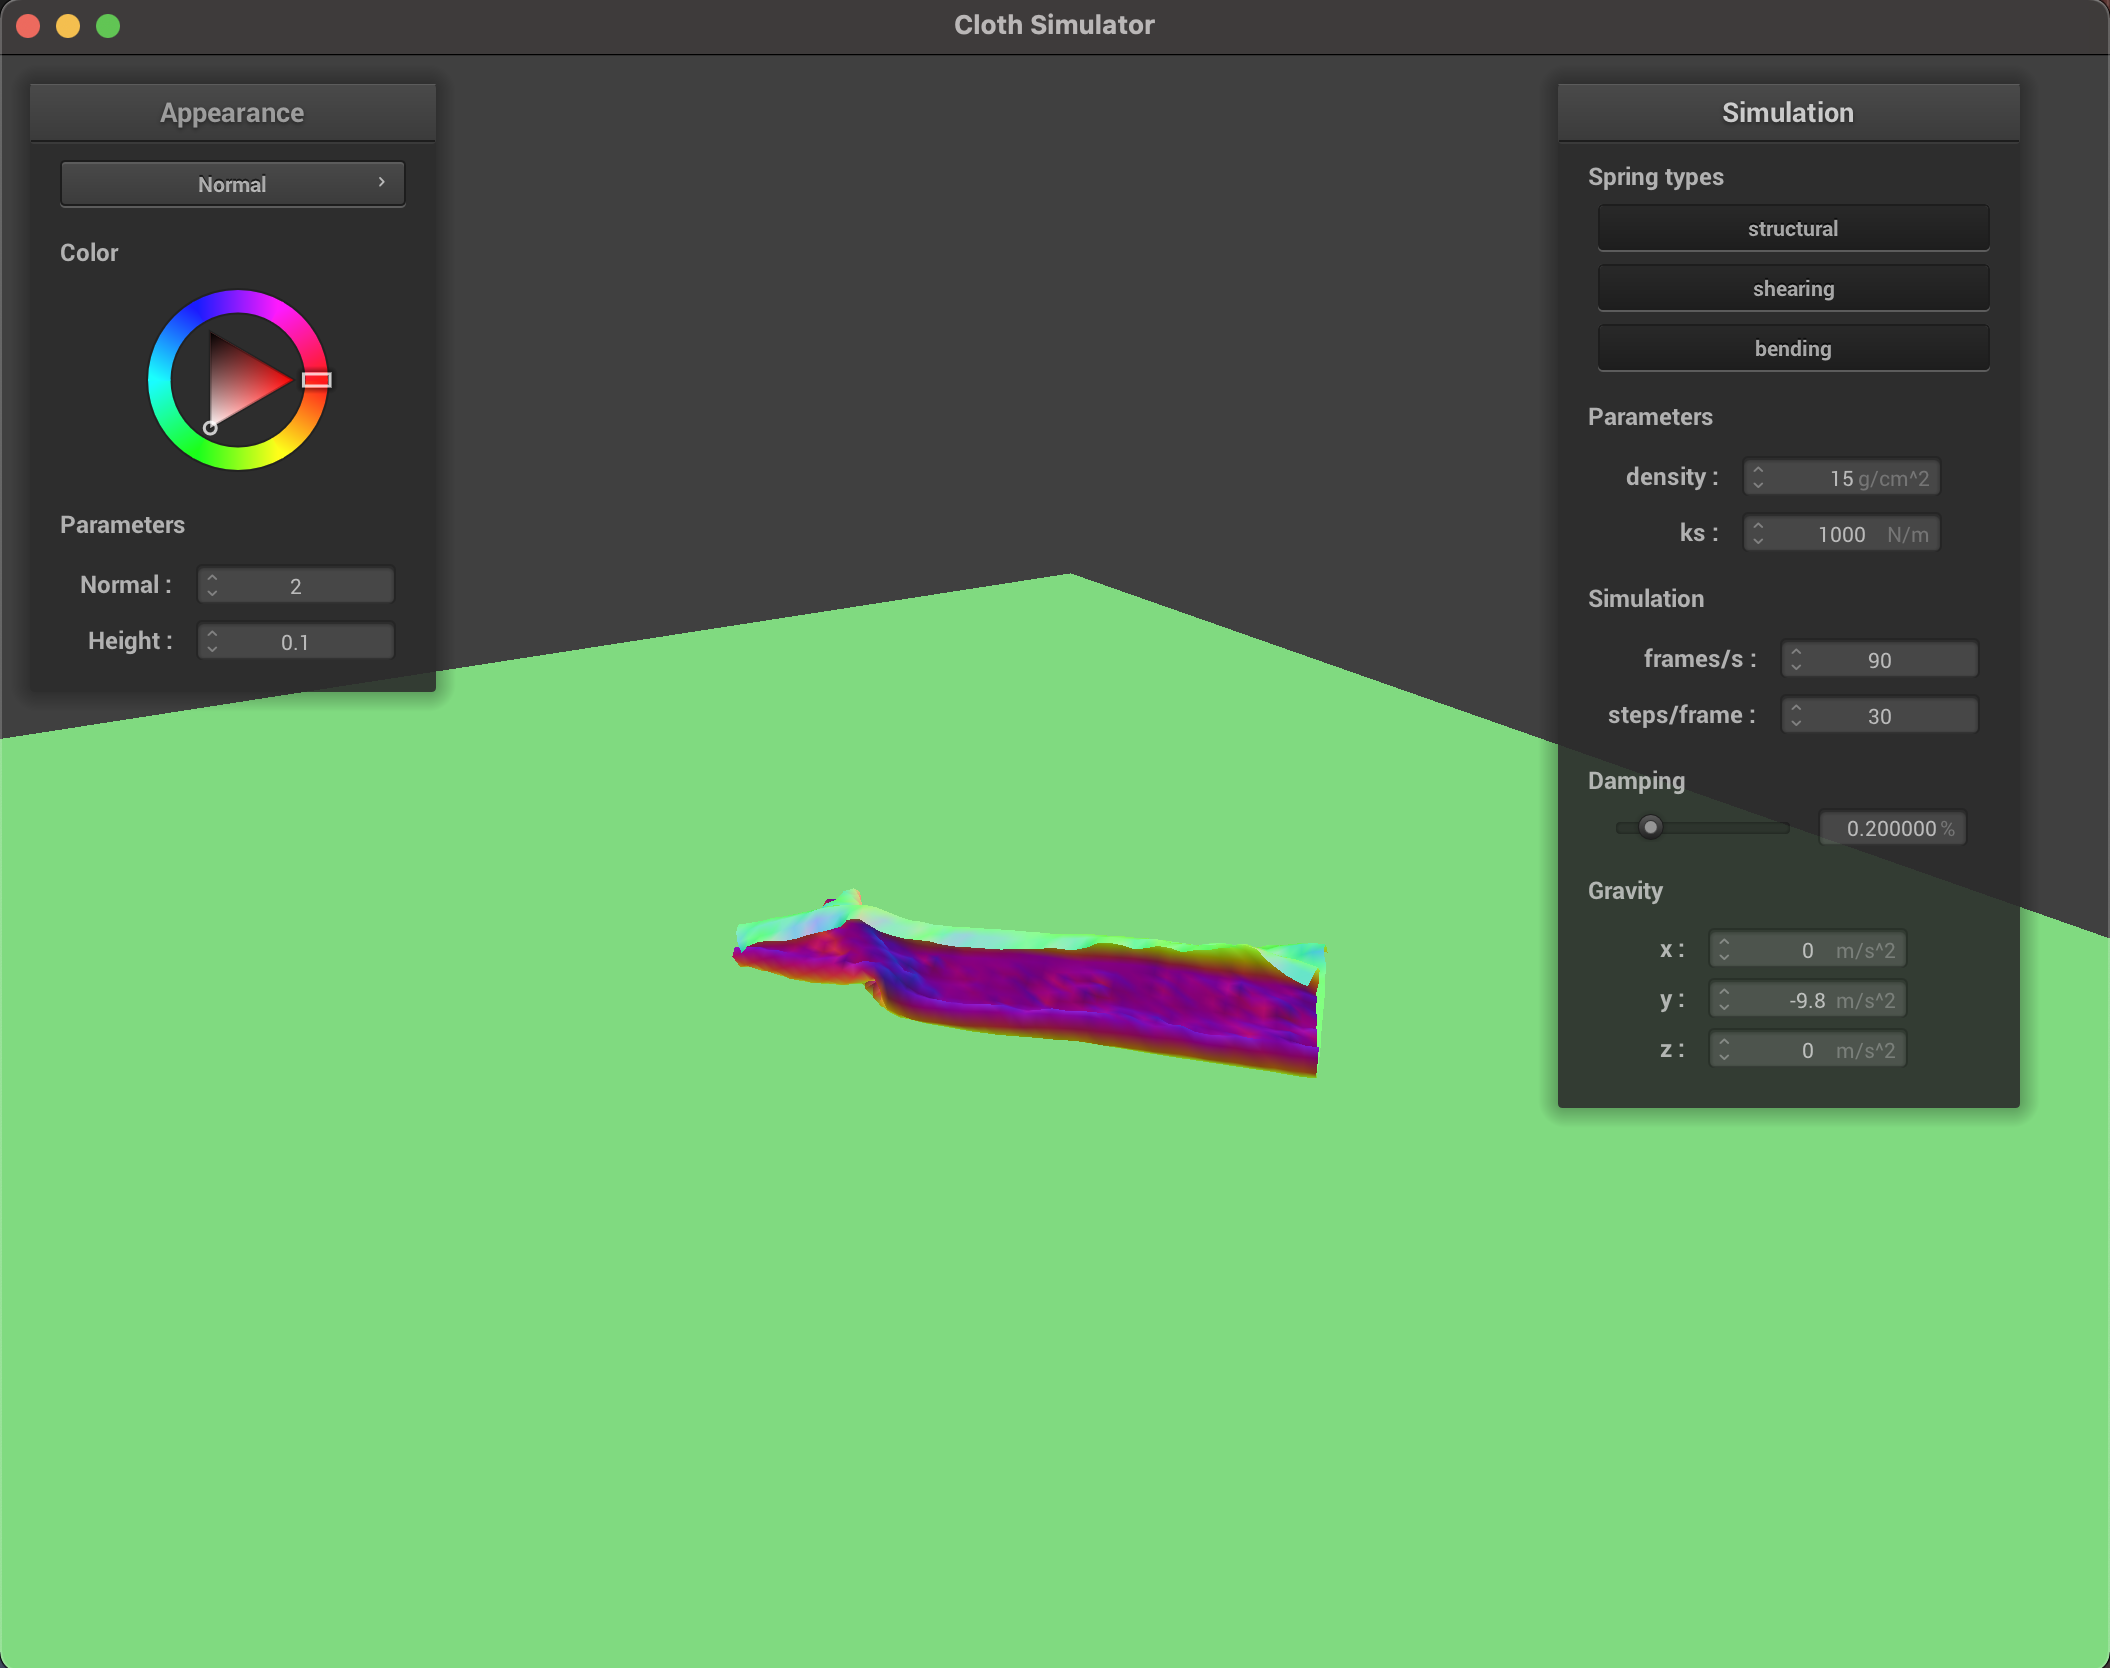 Cloth Simulator
Appearance
Normal
Color
Parameters
Normal : 2
Height : 0.1
Simulation
Spring types
structural
shearing
bending
Parameters
density : 15 g/cm^2
ks : 1000 N/m
Simulation
frames/s : 90
steps/frame : 30
Damping
0.200000 %
Gravity
x : 0 m/s^2
y : -9.8 m/s^2
z : 0 m/s^2